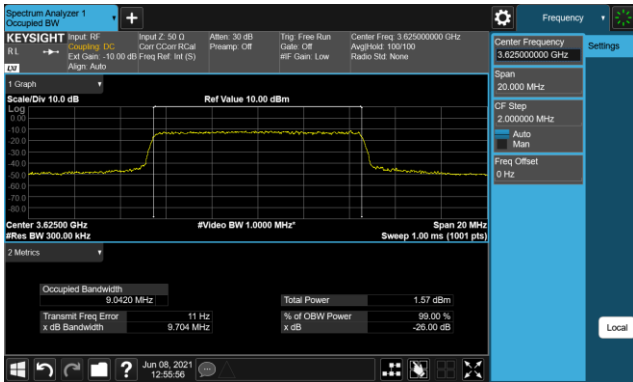 Spectrum Analyzer 1
Occupied BW
+
Frequency
KEYSIGHT
Input: RF
Input Z: 50 Ω
Atten: 30 dB
Trig: Free Run
Center Freq: 3.625000000 GHz
RL
Coupling: DC
Corr CCorr RCal
Preamp: Off
Gate: Off
Avg|Hold: 100/100
Ext Gain: -10.00 dB
Freq Ref: Int (S)
#IF Gain: Low
Radio Std: None
Align: Auto
LXI
Center Frequency
3.625000000 GHz
Settings
Span
20.000 MHz
CF Step
2.000000 MHz
Auto
Man
Freq Offset
0 Hz
Local
1 Graph
Scale/Div 10.0 dB
Ref Value 10.00 dBm
Log
0.00
-10.0
-20.0
-30.0
-40.0
-50.0
-60.0
-70.0
-80.0
Center 3.62500 GHz
#Video BW 1.0000 MHz*
Span 20 MHz
#Res BW 300.00 kHz
Sweep 1.00 ms (1001 pts)
2 Metrics
Occupied Bandwidth
9.0420 MHz
Total Power
1.57 dBm
Transmit Freq Error
11 Hz
% of OBW Power
99.00 %
x dB Bandwidth
9.704 MHz
x dB
-26.00 dB
?
Jun 08, 2021
12:55:56